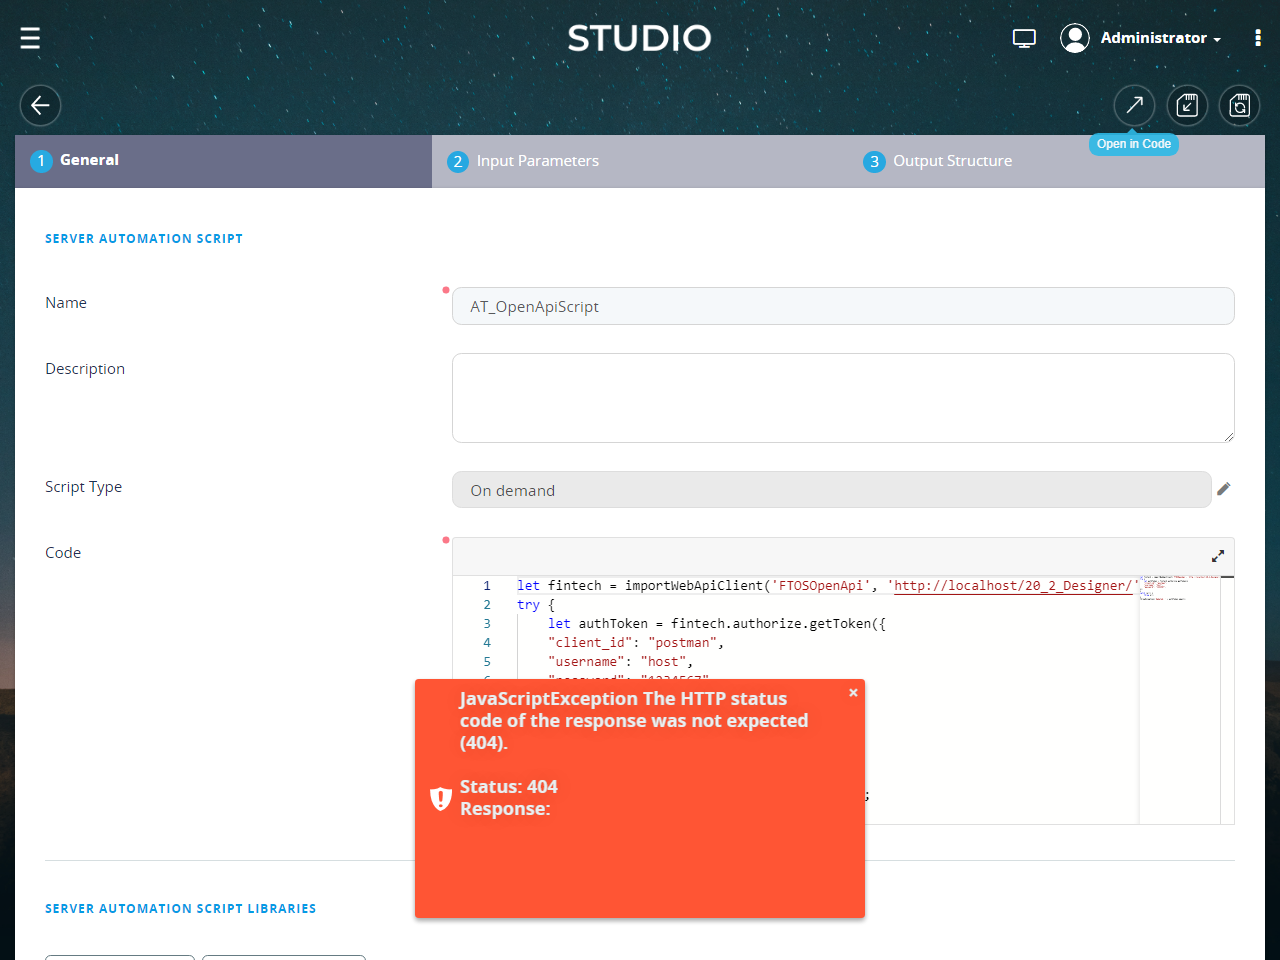 STUDIO
Administrator
Open in Code
1 General
2 Input Parameters
3 Output Structure
SERVER AUTOMATION SCRIPT
Name
AT_OpenApiScript
Description
Script Type
On demand
Code
1 let fintech = importWebApiClient('FTOSOpenApi', 'http://localhost/20_2_Designer/'
2 try {
3 let authToken = fintech.authorize.getToken({
4 "client_id": "postman",
5 "username": "host",
;
JavaScriptException The HTTP status
code of the response was not expected
(404).
Status: 404
Response:
SERVER AUTOMATION SCRIPT LIBRARIES